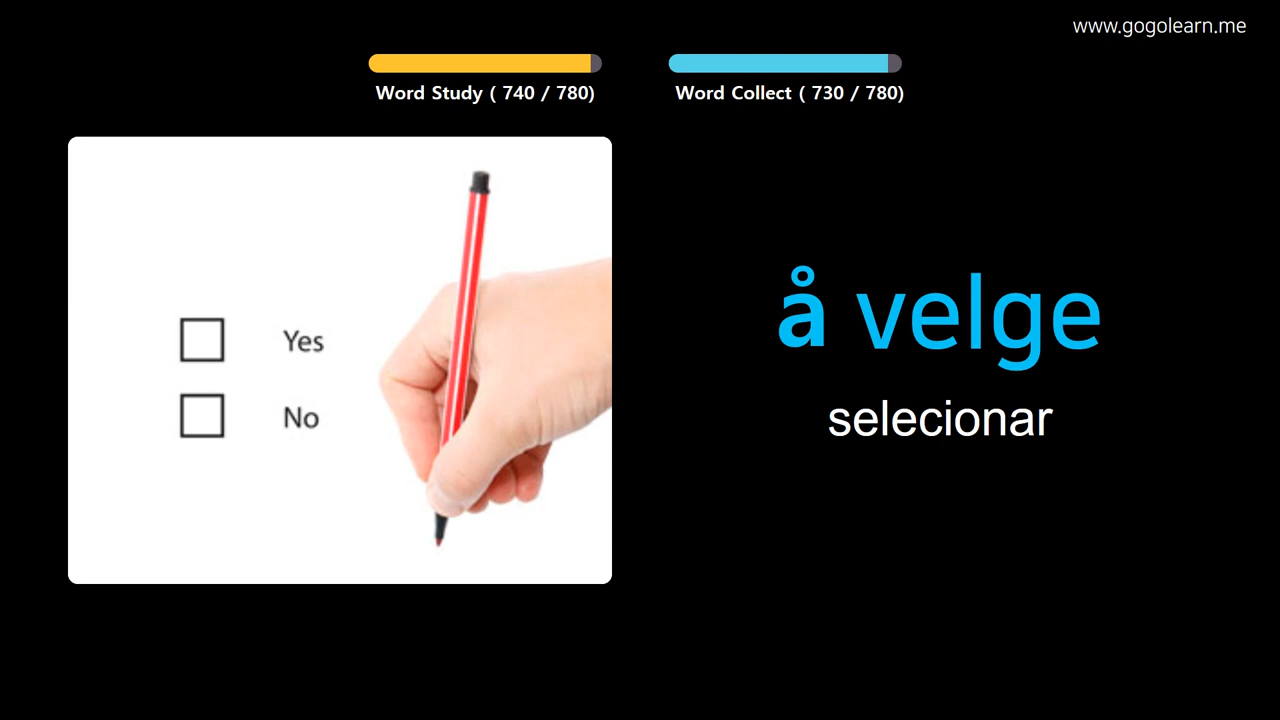 www.gogolearn.me
Word Study ( 740 / 780)
Word Collect ( 730 / 780)
Yes
No
å velge
selecionar